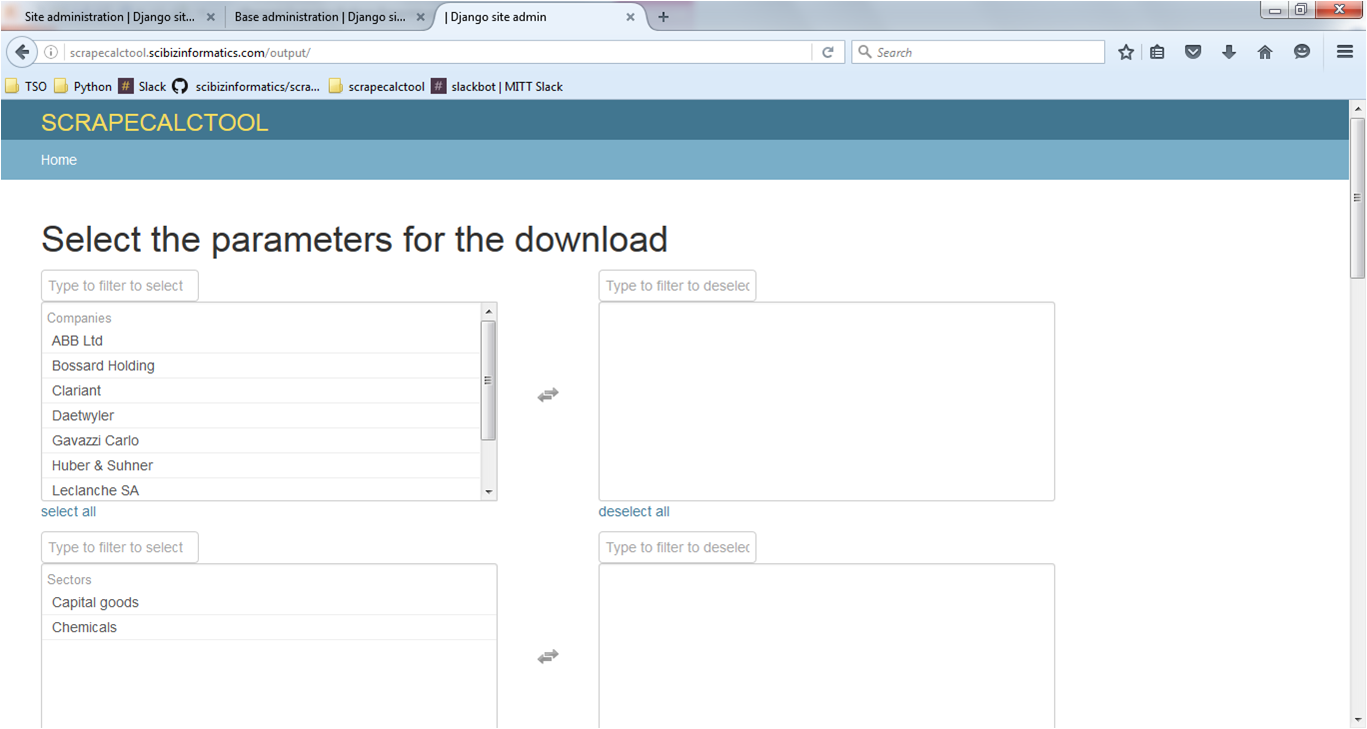 Site administration | Django sit...
Base administration | Django si...
| Django site admin
scrapecalctool.scibizinformatics.com/output/
Search
TSO
Python
Slack
scibizinformatics/scra...
scrapecalctool
slackbot | MITT Slack
SCRAPECALCTOOL
Home
Select the parameters for the download
Type to filter to select
Type to filter to deselec
Companies
ABB Ltd
Bossard Holding
Clariant
Daetwyler
Gavazzi Carlo
Huber & Suhner
Leclanche SA
select all
deselect all
Type to filter to select
Type to filter to deselec
Sectors
Capital goods
Chemicals